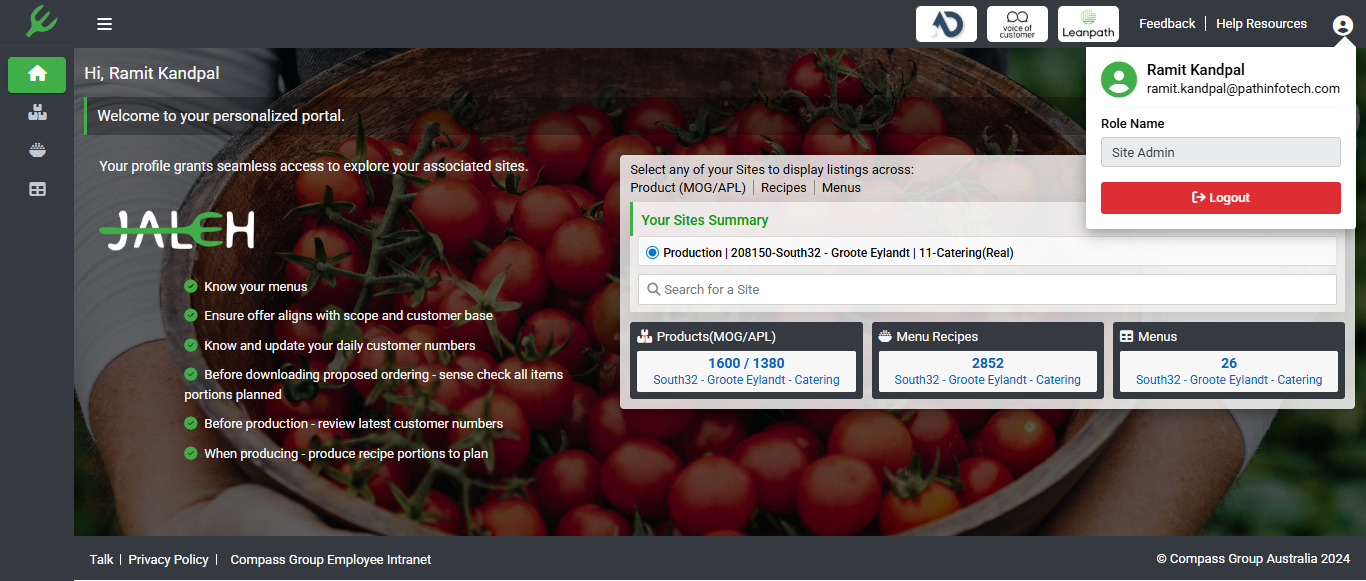 voice of
customer
Leanpath
Feedback | Help Resources
Hi, Ramit Kandpal
Ramit Kandpal
ramit.kandpal@pathinfotech.com
Role Name
Site Admin
Logout
Welcome to your personalized portal.
Your profile grants seamless access to explore your associated sites.
JALEH
Know your menus
Ensure offer aligns with scope and customer base
Know and update your daily customer numbers
Before downloading proposed ordering - sense check all items
portions planned
Before production - review latest customer numbers
When producing - produce recipe portions to plan
Select any of your Sites to display listings across:
Product (MOG/APL) | Recipes | Menus
Your Sites Summary
Production | 208150-South32 - Groote Eylandt | 11-Catering(Real)
Search for a Site
Products(MOG/APL)
1600 / 1380
South32 - Groote Eylandt - Catering
Menu Recipes
2852
South32 - Groote Eylandt - Catering
Menus
26
South32 - Groote Eylandt - Catering
Talk | Privacy Policy | Compass Group Employee Intranet
© Compass Group Australia 2024